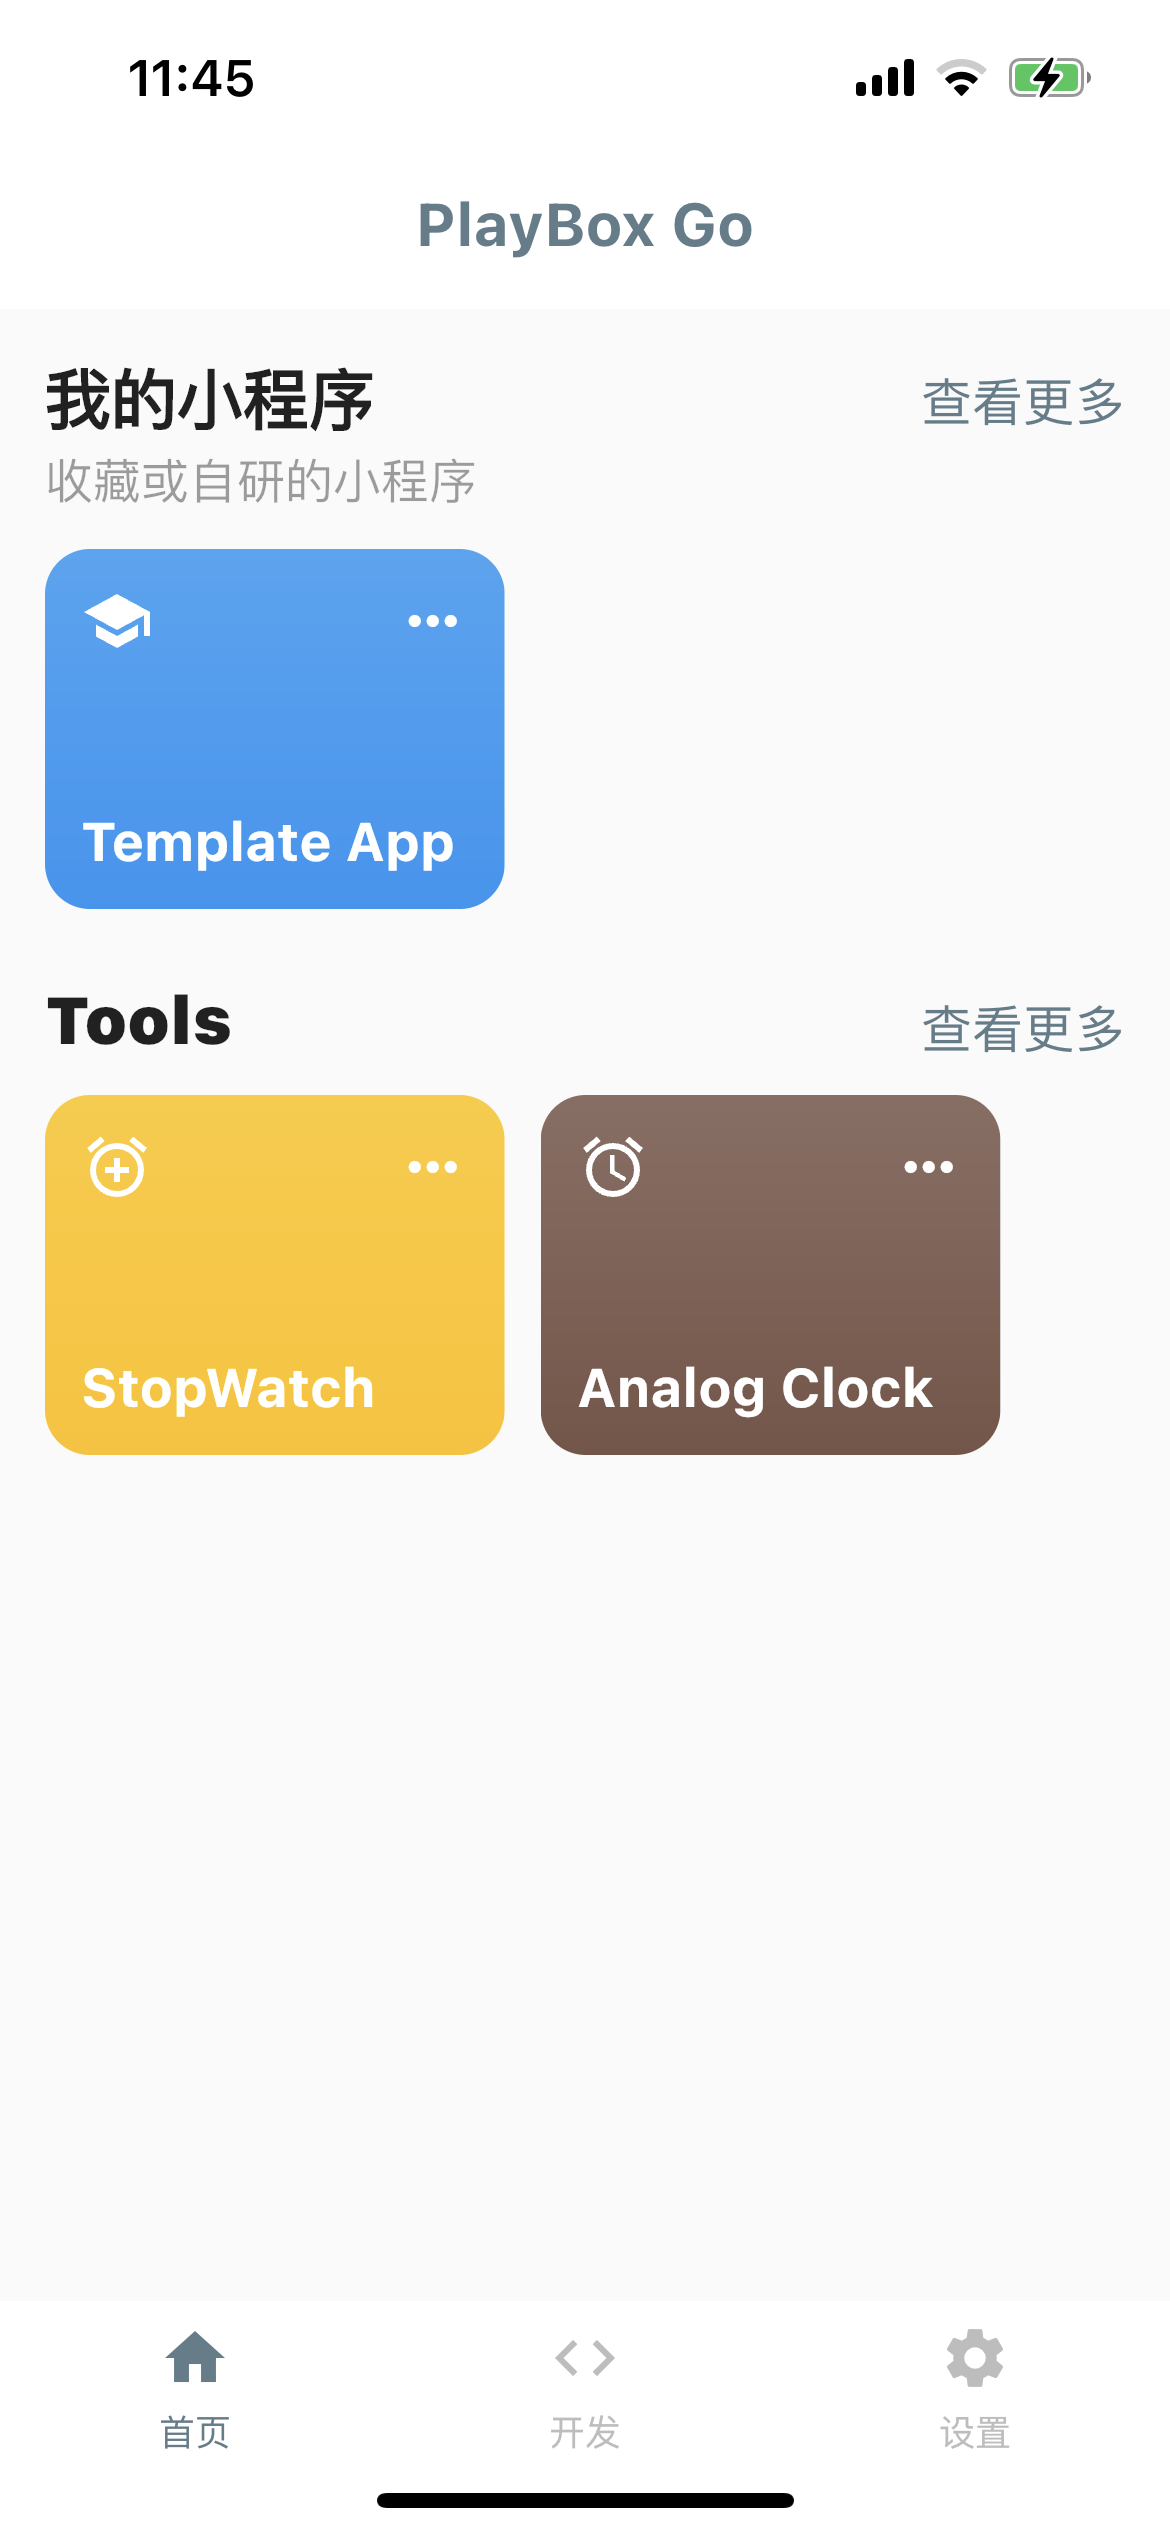 11:45
PlayBox Go
我的小程序
查看更多
收藏或自研的小程序
Template App
Tools
查看更多
StopWatch
Analog Clock
首页
开发
设置